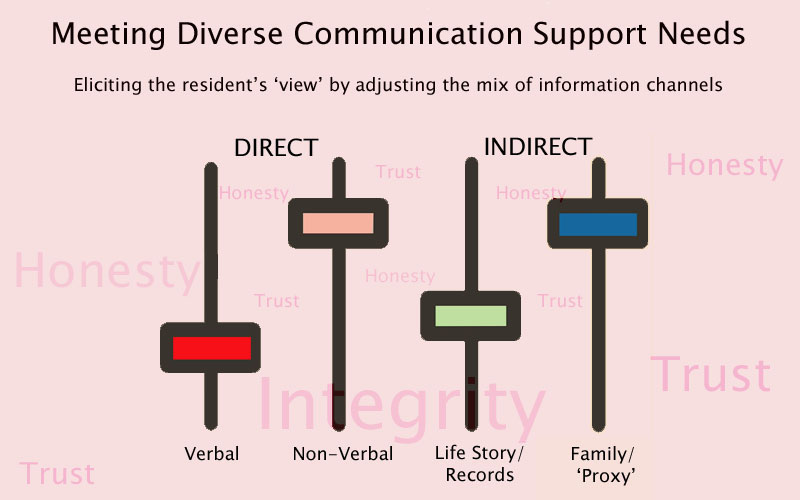 Meeting Diverse Communication Support Needs
Eliciting the resident's ‘view’ by adjusting the mix of information channels
DIRECT
INDIRECT
Trust
Honesty
Honesty
Honesty
Honesty
Honesty
Trust
Trust
Trust
Integrity
Verbal
Non-Verbal
Life Story/
Records
Family/
‘Proxy’
Trust